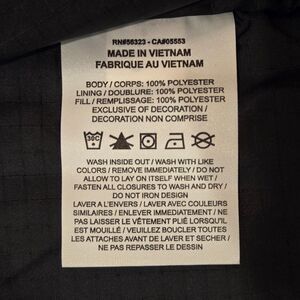 RN#56323 - CA#05553
MADE IN VIETNAM
FABRIQUE AU VIETNAM
BODY / CORPS: 100% POLYESTER
LINING / DOUBLURE: 100% POLYESTER
FILL / REMPLISSAGE: 100% POLYESTER
EXCLUSIVE OF DECORATION /
DECORATION NON COMPRISE
30C
WASH INSIDE OUT / WASH WITH LIKE
COLORS / REMOVE IMMEDIATELY / DO NOT
ALLOW TO LAY ON ITSELF WHEN WET /
FASTEN ALL CLOSURES TO WASH AND DRY /
DO NOT IRON DESIGN
LAVER A L'ENVERS / LAVER AVEC COULEURS
SIMILAIRES / ENLEVER IMMÉDIATEMENT /
NE PAS LAISSER LE VÊTEMENT PLIÉ LORSQU'IL
EST MOUILLÉ / VEUILLEZ BOUCLER TOUTES
LES ATTACHES AVANT DE LAVER ET SECHER /
NE PAS REPASSER LE DESSIN